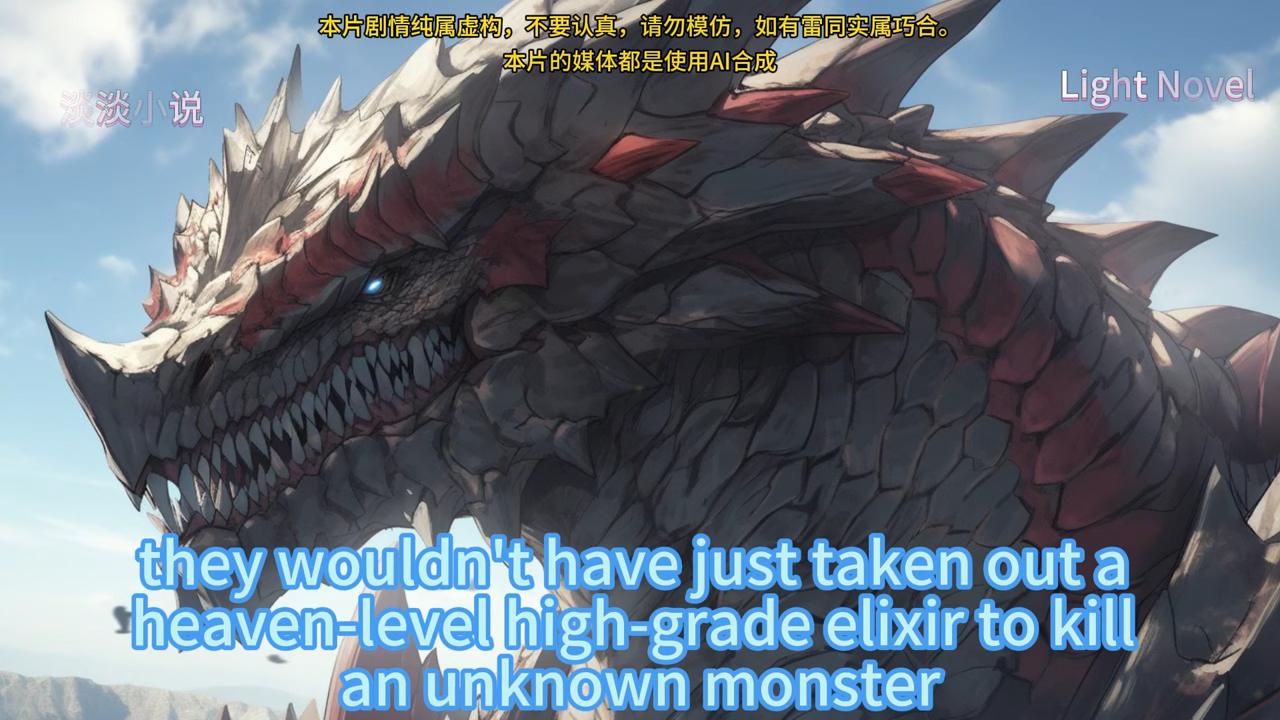 本片剧情纯属虚构，不要认真，请勿模仿，如有雷同实属巧合。
本片的媒体都是使用AI合成
淡淡小说
Light Novel
they wouldn't have just taken out a
heaven-level high-grade elixir to kill
an unknown monster